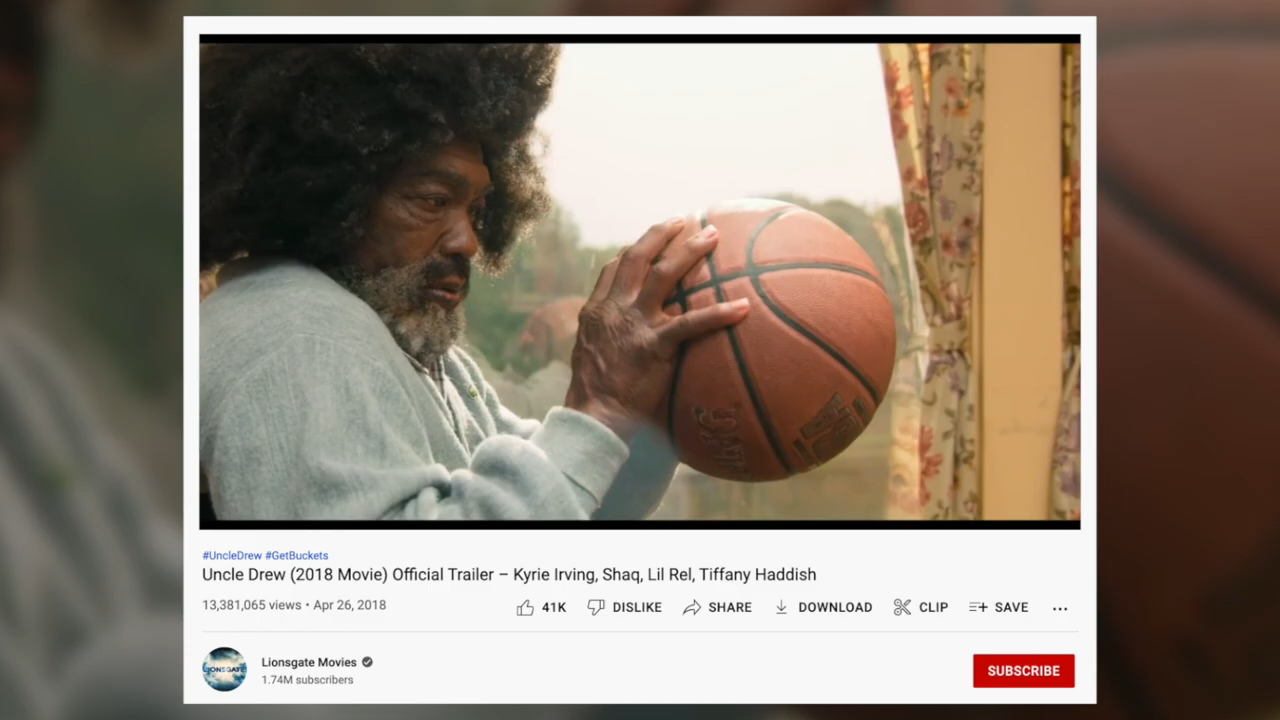 #UncleDrew #GetBuckets
Uncle Drew (2018 Movie) Official Trailer – Kyrie Irving, Shaq, Lil Rel, Tiffany Haddish
13,381,065 views • Apr 26, 2018
41K DISLIKE SHARE DOWNLOAD CLIP SAVE ...
LIONSGATE
Lionsgate Movies
1.74M subscribers
SUBSCRIBE